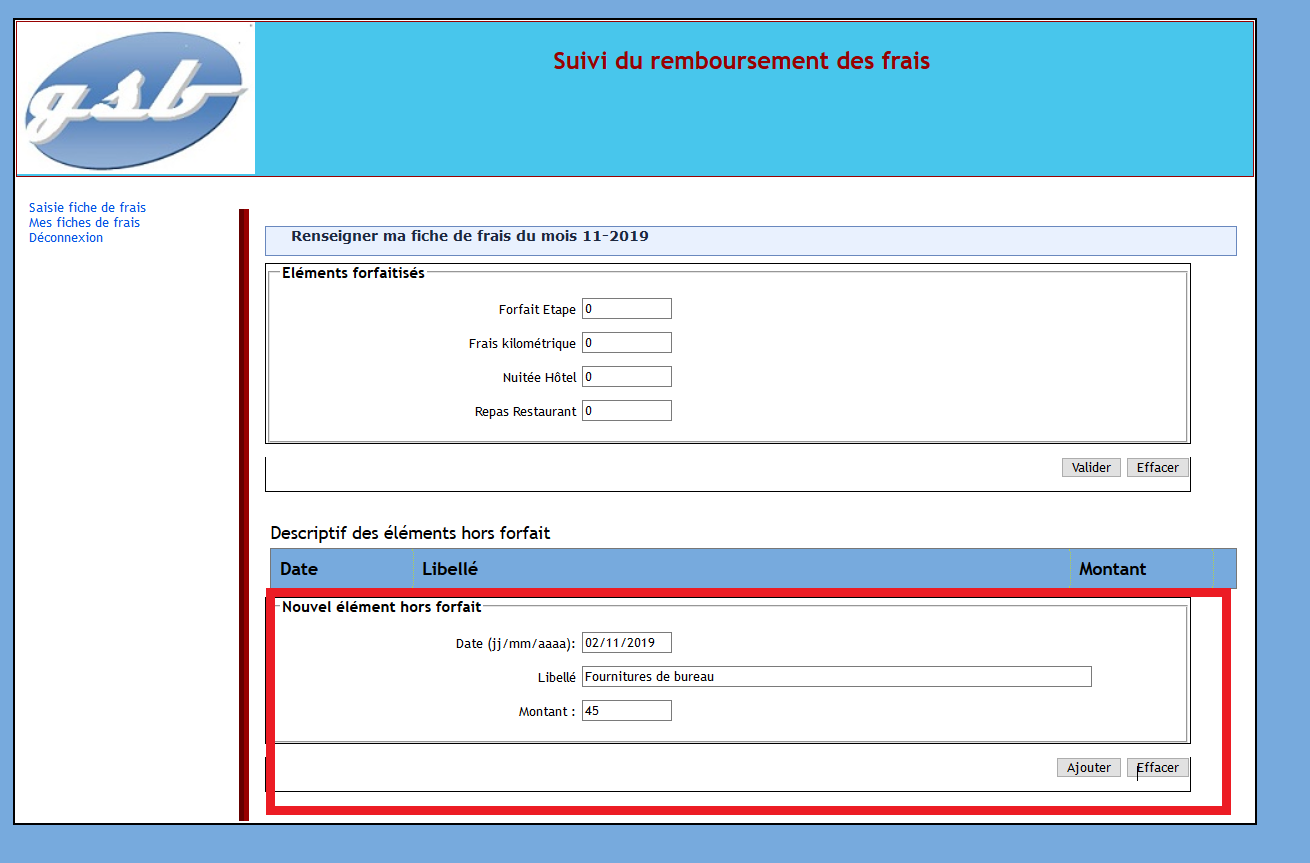 gsb
Suivi du remboursement des frais
Saisie fiche de frais
Mes fiches de frais
Déconnexion
Renseigner ma fiche de frais du mois 11-2019
Eléments forfaitisés
Forfait Etape 0
Frais kilométrique 0
Nuitée Hôtel 0
Repas Restaurant 0
Valider Effacer
Descriptif des éléments hors forfait
Date Libellé Montant
Nouvel élément hors forfait
Date (jj/mm/aaaa): 02/11/2019
Libellé Fournitures de bureau
Montant : 45
Ajouter Effacer